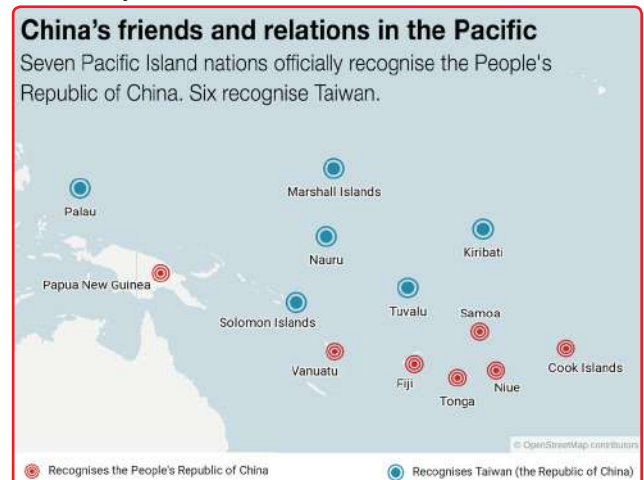 China's friends and relations in the Pacific
Seven Pacific Island nations officially recognise the People's
Republic of China. Six recognise Taiwan.
Marshall Islands
Palau
Kiribati
Nauru
Papua New Guinea
Tuvalu
Samoa
Solomon Islands
Vanuatu
Fiji
Cook Islands
Niue
Tonga
© OpenStreetMap contributors
Recognises the People's Republic of China
Recognises Taiwan (the Republic of China)